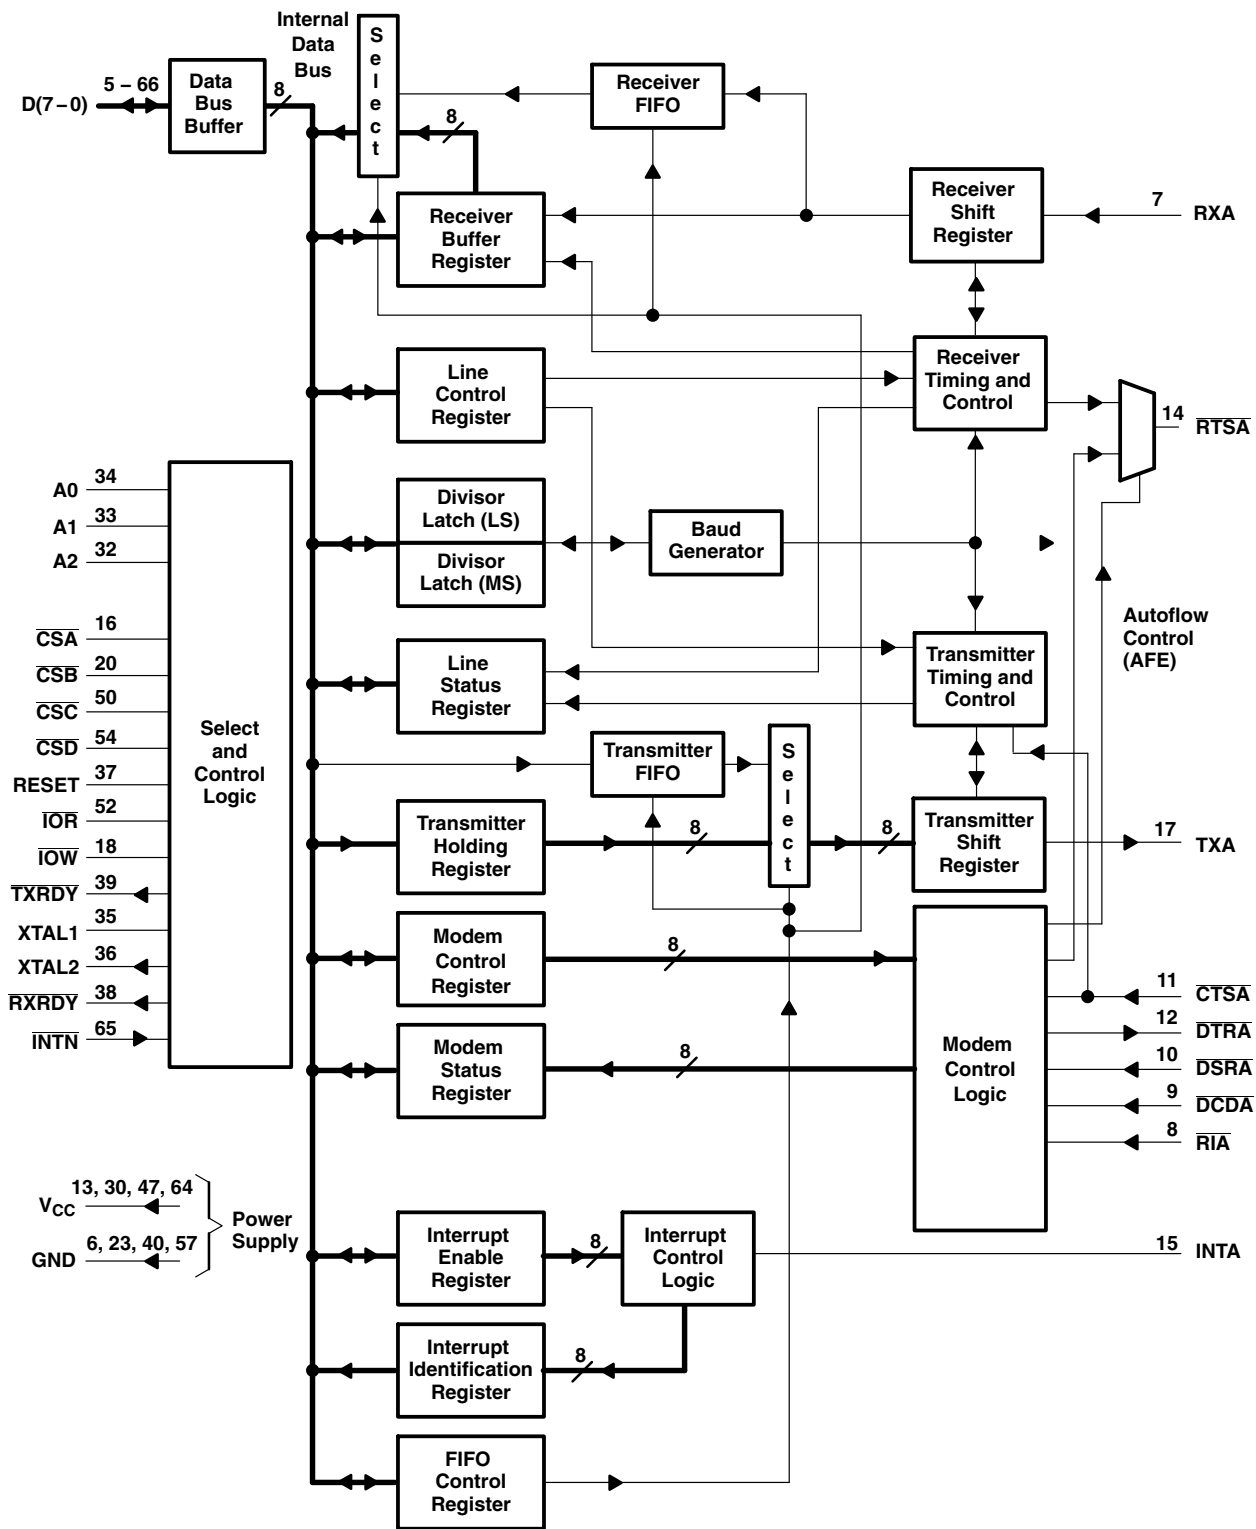 Internal
Data
Bus
S
e
l
e
c
t
5 – 66
D(7 – 0)
Data
Bus
Buffer
8
8
Receiver
FIFO
Receiver
Buffer
Register
Receiver
Shift
Register
7
RXA
Line
Control
Register
Receiver
Timing and
Control
14
RTSA
A0
34
A1
33
A2
32
CSA
16
CSB
20
CSC
50
CSD
54
RESET
37
IOR
52
IOW
18
TXRDY
39
XTAL1
35
XTAL2
36
RXRDY
38
INTN
65
Select
and
Control
Logic
Divisor
Latch (LS)
Divisor
Latch (MS)
Baud
Generator
Autoflow
Control
(AFE)
Line
Status
Register
Transmitter
Timing and
Control
Transmitter
FIFO
S
e
l
e
c
t
Transmitter
Holding
Register
8
8
Transmitter
Shift
Register
17
TXA
Modem
Control
Register
8
Modem
Status
Register
8
Modem
Control
Logic
11
CTSA
12
DTRA
10
DSRA
9
DCDA
8
RIA
13, 30, 47, 64
VCC
6, 23, 40, 57
GND
Power
Supply
Interrupt
Enable
Register
8
Interrupt
Control
Logic
15
INTA
Interrupt
Identification
Register
8
FIFO
Control
Register